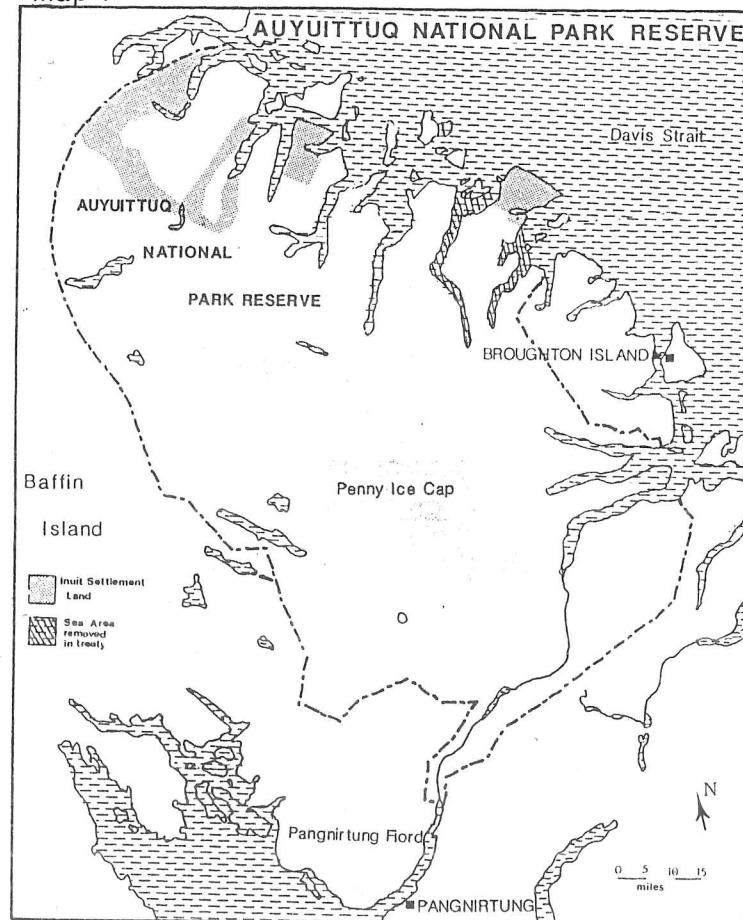 AUYUITTUQ NATIONAL PARK RESERVE
Davis Strait
AUYUITTUQ
NATIONAL
PARK RESERVE
BROUGHTON ISLAND
Penny Ice Cap
Baffin
Island
Inuit Settlement
Land
Sea Area
removed
in treaty
N
Pangnirtung Fiord
0 5 10 15
miles
PANGNIRTUNG